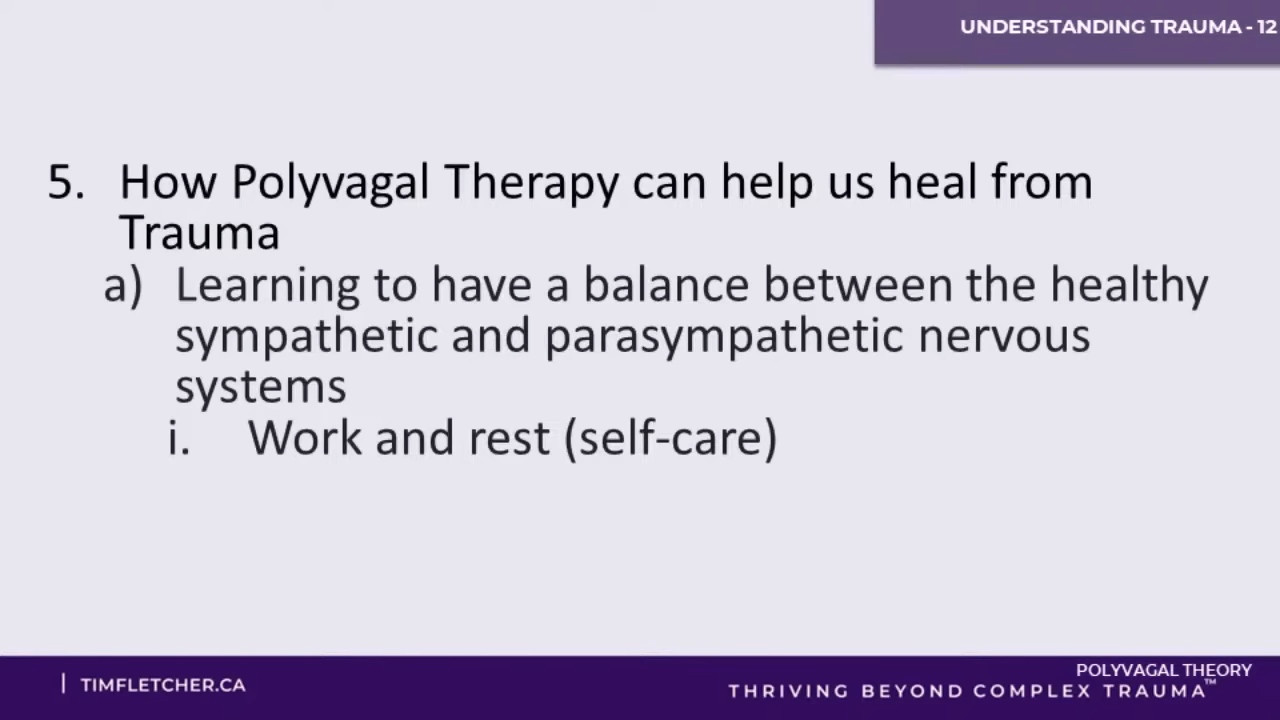 UNDERSTANDING TRAUMA - 12
5. How Polyvagal Therapy can help us heal from
Trauma
a) Learning to have a balance between the healthy
sympathetic and parasympathetic nervous
systems
i. Work and rest (self-care)
| TIMFLETCHER.CA
POLYVAGAL THEORY
THRIVING BEYOND COMPLEX TRAUMA™